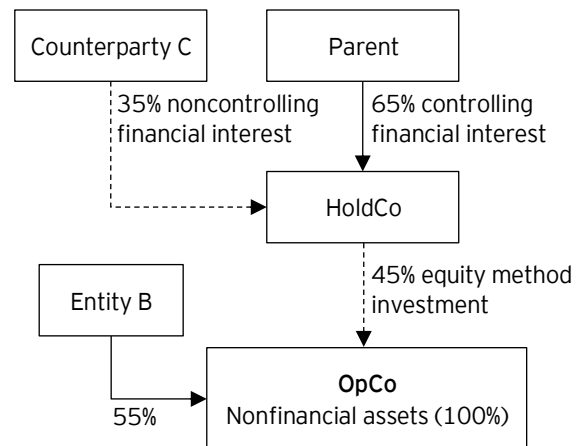 Counterparty C
Parent
35% noncontrolling
financial interest
65% controlling
financial interest
HoldCo
45% equity method
investment
Entity B
55%
OpCo
Nonfinancial assets (100%)